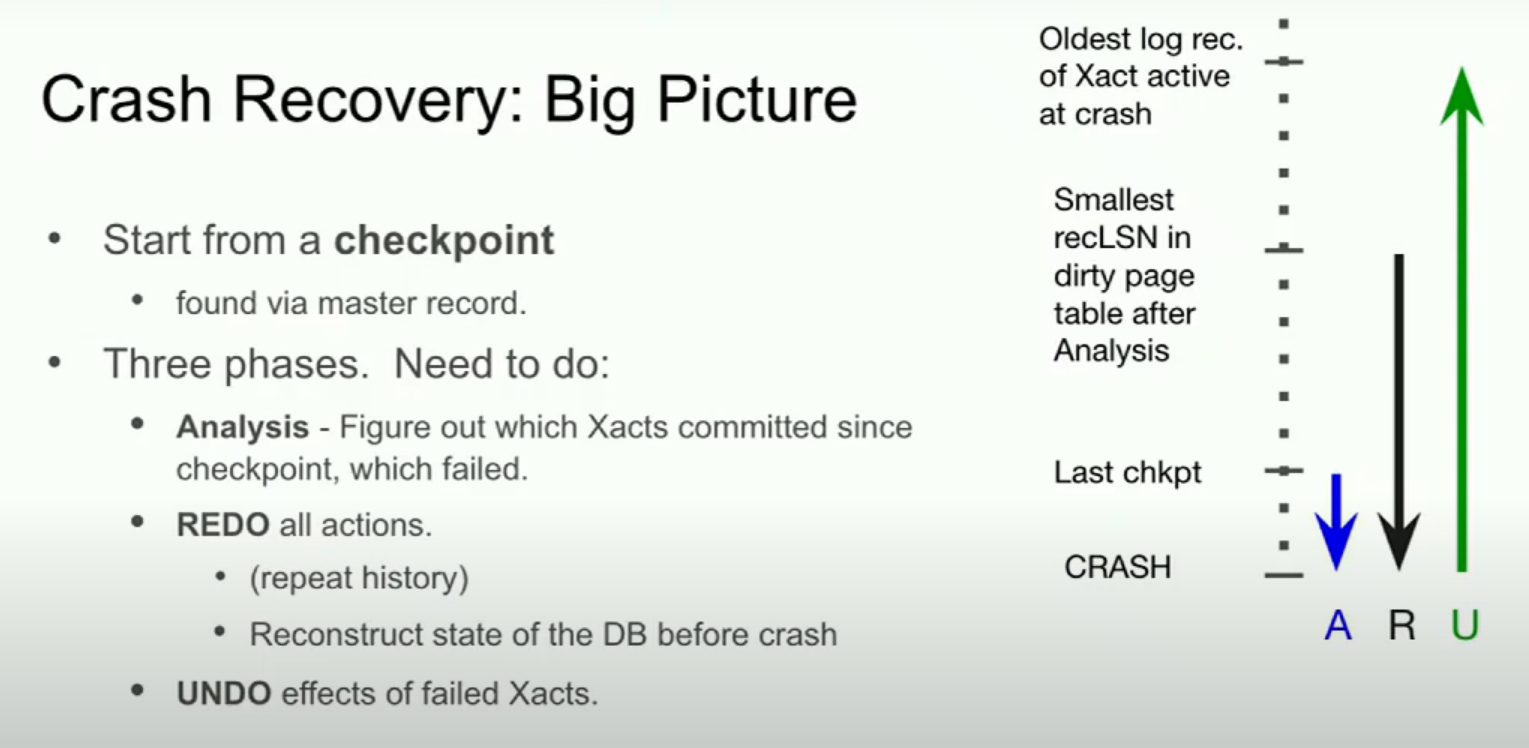 Crash Recovery: Big Picture
• Start from a checkpoint
• found via master record.
• Three phases. Need to do:
• Analysis - Figure out which Xacts committed since
checkpoint, which failed.
• REDO all actions.
• (repeat history)
• Reconstruct state of the DB before crash
• UNDO effects of failed Xacts.
Oldest log rec.
of Xact active
at crash
Smallest
recLSN in
dirty page
table after
Analysis
Last chkpt
CRASH
A R U